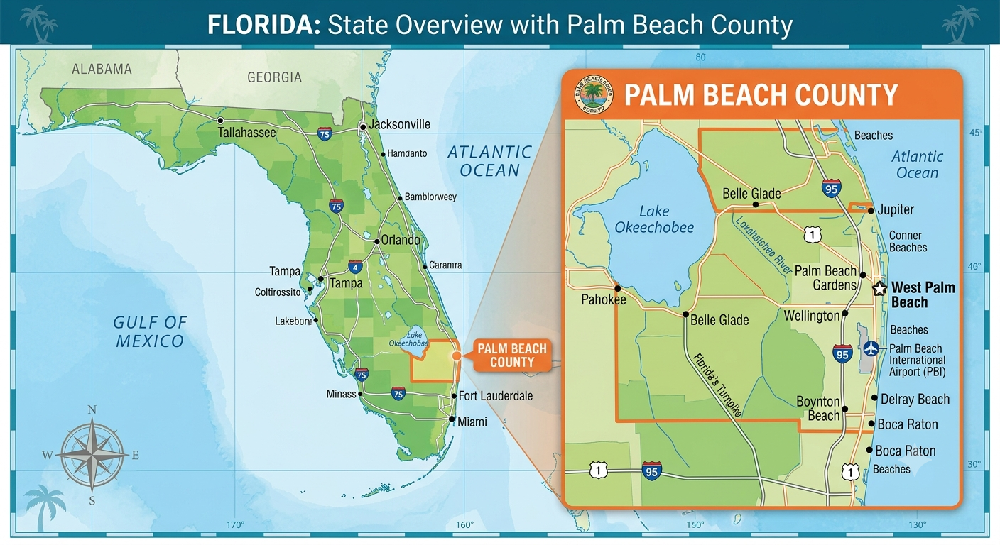 FLORIDA: State Overview with Palm Beach County
ALABAMA
GEORGIA
Tallahassee
75
Jacksonville
Hamdanto
ATLANTIC
OCEAN
75
Bamblorwesy
Orlando
4
Tampa
Tampa
Caramra
Coltirossito
Lakebon!
GULF OF
MEXICO
Lake
Okeechobss
PALM BEACH
COUNTY
75
75
Minass
Fort Lauderdale
Miami
N
W
E
S
170°
160°
150°
130°
80°
45°
40°
30°
PALM BEACH COUNTY
Beaches
Atlantic
Ocean
95
Belle Glade
Lake
Okeechobee
Jupiter
1
Conner
Beaches
Palm Beach
Gardens
West Palm
Beach
Pahokee
Belle Glade
Wellington
Beaches
95
Palm Beach
International
Airport (PBI)
Florida's Turnpike
Boynton
Beach
Delray Beach
Boca Raton
Boca Raton
Beaches
1
95
1